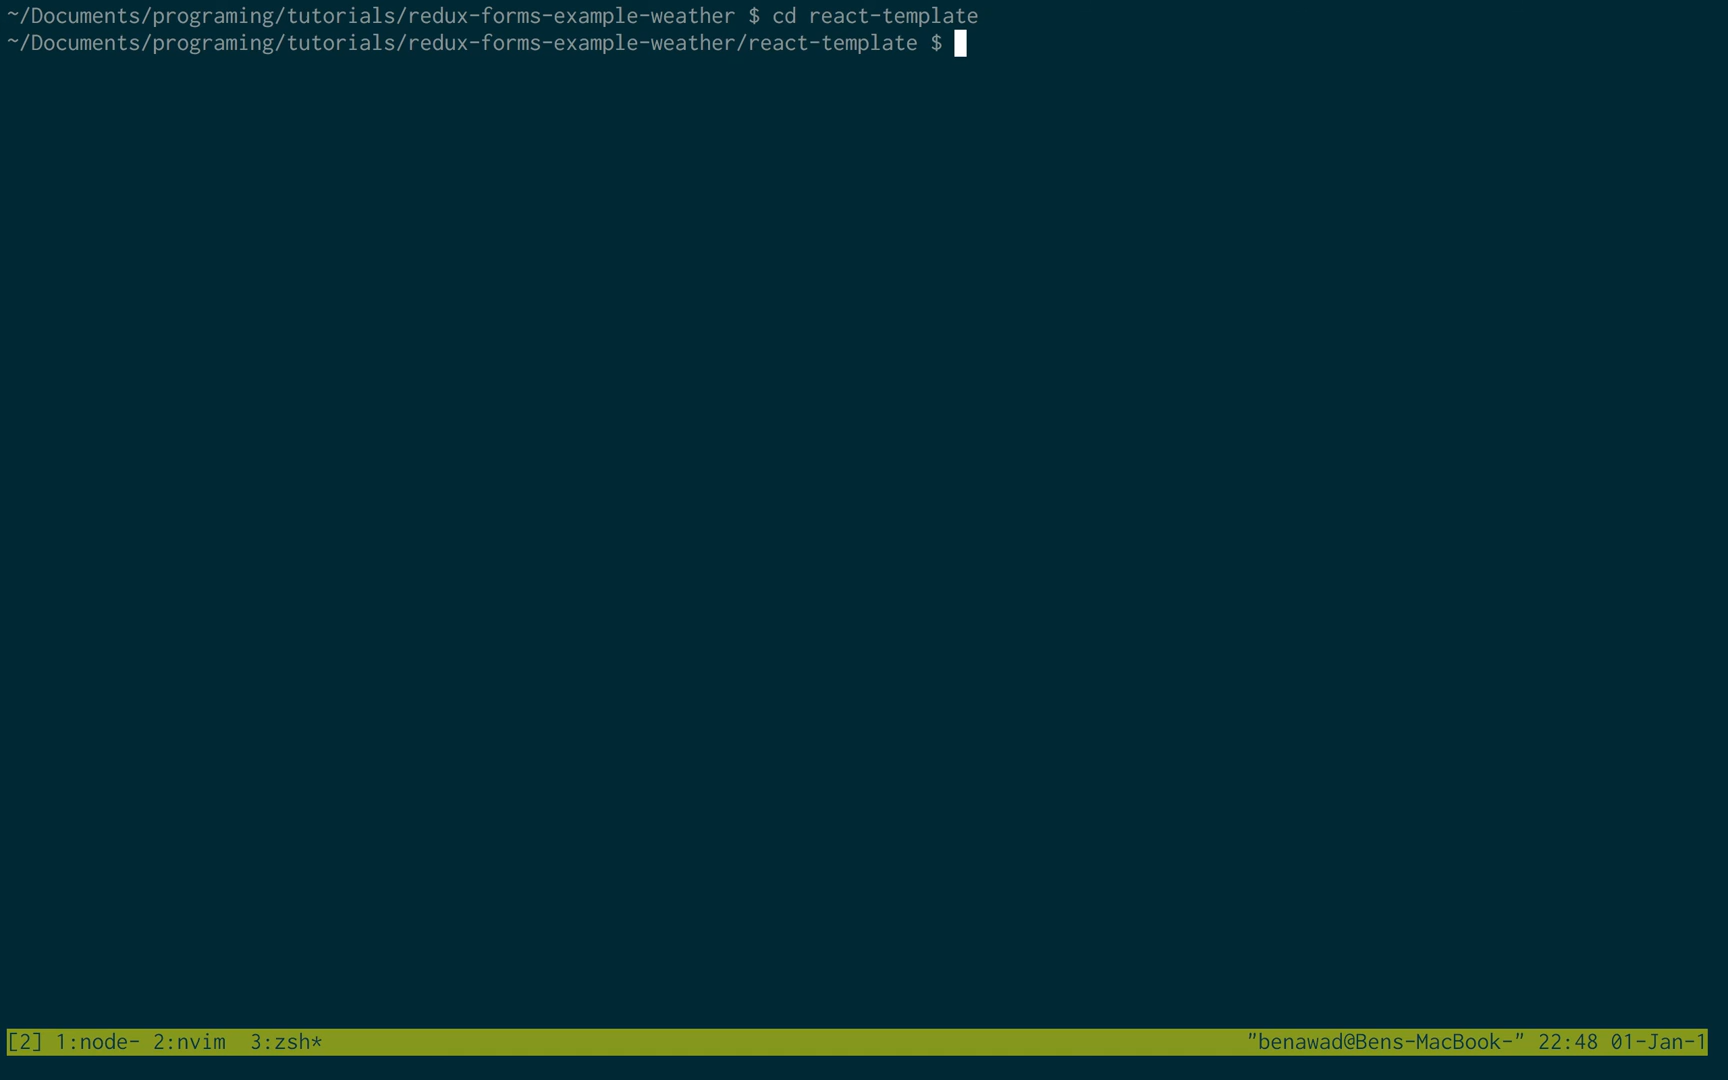 ~/Documents/programing/tutorials/redux-forms-example-weather $ cd react-template
~/Documents/programing/tutorials/redux-forms-example-weather/react-template $
[2] 1:node- 2:nvim  3:zsh* "benawad@Bens-MacBook-" 22:48 01-Jan-1